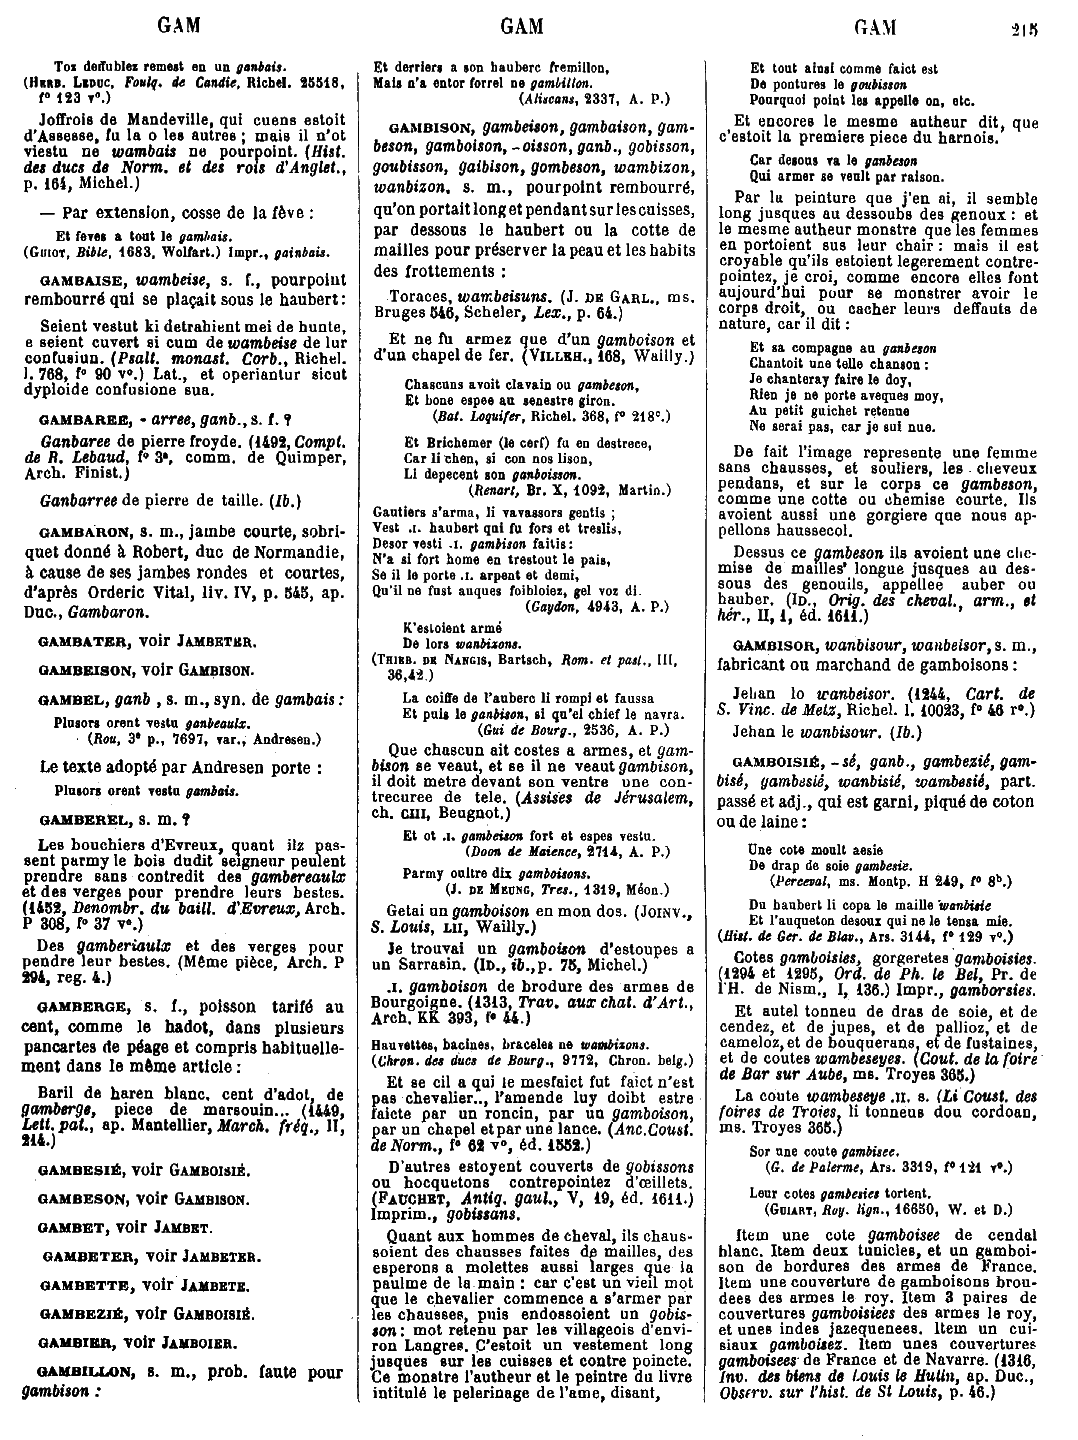 GAM
GAM
GAM
215
Toz deffublez remest en un ganbais.
(Herb. Leduc, Foulq. de Candie, Richel. 25518,
f° 123 v°.)
Joffrois de Mandeville, qui cuens estoit
d'Assesse, fu la o les autres ; mais il n'ot
viestu ne wambais ne pourpoint. (Hist.
des ducs de Norm. et des rois d'Anglet.,
p. 164, Michel.)
— Par extension, cosse de la fève :
Et feves a tout le gambais.
(Guiot, Bible, 1683, Wolfart.) Impr., gainbais.
GAMBAISE, wambeise, s. f., pourpoint
rembourré qui se plaçait sous le haubert :
Seient vestut ki detrahient mei de hunte,
e seient cuvert si cum de wambeise de lur
confusiun. (Psalt. monast. Corb., Richel.
l. 768, f° 90 v°.) Lat., et operiantur sicut
dyploide confusione sua.
GAMBAREE, - arree, ganb., s. f. ?
Ganbaree de pierre froyde. (1492, Compt.
de R. Lebaud, f° 3ª, comm. de Quimper,
Arch. Finist.)
Ganbarree de pierre de taille. (Ib.)
GAMBARON, s. m., jambe courte, sobri-
quet donné à Robert, duc de Normandie,
à cause de ses jambes rondes et courtes,
d'après Orderic Vital, liv. IV, p. 545, ap.
Duc., Gambaron.
GAMBATER, voir Jambeter.
GAMBEISON, voir Gambison.
GAMBEL, ganb , s. m., syn. de gambais :
Plusors orent vestu ganbeaulx.
(Rou, 3ᵉ p., 7697, var., Andresen.)
Le texte adopté par Andresen porte :
Plusors orent vestu gambais.
GAMBEREL, s. m. ?
Les bouchiers d'Evreux, quant ilz pas-
sent parmy le bois dudit seigneur peulent
prendre sans contredit des gambereaulx
et des verges pour prendre leurs bestes.
(1452, Denombr. du baill. d'Evreux, Arch.
P 308, f° 37 v°.)
Des gamberiaulx et des verges pour
pendre leur bestes. (Même pièce, Arch. P
294, reg. 4.)
GAMBERGE, s. f., poisson tarifé au
cent, comme le hadot, dans plusieurs
pancartes de péage et compris habituelle-
ment dans le même article :
Baril de haren blanc, cent d'adot, de
gamberge, piece de marsouin... (1449,
Lett. pat., ap. Mantellier, March. fréq., II,
214.)
GAMBESIÉ, voir Gamboisié.
GAMBESON, voir Gambison.
GAMBET, voir Jambet.
GAMBETER, voir Jambeter.
GAMBETTE, voir Jambete.
GAMBEZIÉ, voir Gamboisié.
GAMBIER, voir Jamboier.
GAMBILLON, s. m., prob. faute pour
gambison :
Et derriers a son hauberc fremillon,
Mais n'a entor forrel ne gambillon.
(Aliscans, 2337, A. P.)
GAMBISON, gambeison, gambaison, gam-
beson, gamboison, -oisson, ganb., gobisson,
goubisson, gaibison, gombeson, wambizon,
wanbizon, s. m., pourpoint rembourré,
qu'on portait long et pendant sur les cuisses,
par dessous le haubert ou la cotte de
mailles pour préserver la peau et les habits
des frottements :
Toraces, wambeisuns. (J. de Garl., ms.
Bruges 546, Scheler, Lex., p. 64.)
Et ne fu armez que d'un gamboison et
d'un chapel de fer. (Villeh., 168, Wailly.)
Chascuns avoit clavain ou gambeson,
Et bone espee au senestre giron.
(Bat. Loquifer, Richel. 368, f° 218ᶜ.)
Et Brichemer (le cerf) fu en destrece,
Car li chen, si con nos lison,
Li depecent son ganboisson.
(Renart, Br. X, 1092, Martin.)
Gautiers s'arma, li vavassors gentis ;
Vest .I. haubert qui fu fors et treslis,
Desor vesti .I. gambison faitis :
N'a si fort home en trestout le pais,
Se il le porte .I. arpent et demi,
Qu'il ne fust auques foibloiez, gel voz di.
(Gaydon, 4943, A. P.)
K'estoient armé
De lors wanbizons.
(Thieb. de Nangis, Bartsch, Rom. et past., III,
36,42.)
La coiffe de l'auberc li rompi et faussa
Et puis le ganbison, si qu'el chief le navra.
(Gui de Bourg., 2536, A. P.)
Que chascun ait costes a armes, et gam-
bison se veaut, et se il ne veaut gambison,
il doit metre devant son ventre une con-
trecuree de tele. (Assises de Jérusalem,
ch. CIII, Beugnot.)
Et ot .I. gambeison fort et espes vestu.
(Doon de Maience, 2714, A. P.)
Parmy oultre dix gamboisons.
(J. de Meung, Tres., 1319, Méon.)
Getai un gamboison en mon dos. (Joinv.,
S. Louis, LII, Wailly.)
Je trouvai un gamboison d'estoupes a
un Sarrasin. (Id., ib., p. 75, Michel.)
.I. gamboison de brodure des armes de
Bourgoigne. (1313, Trav. aux chat. d'Art.,
Arch. KK 393, f° 44.)
Hauvettes, bacines, braceles ne wambizons.
(Chron. des ducs de Bourg., 9772, Chron. belg.)
Et se cil a qui le mesfaict fut faict n'est
pas chevalier.., l'amende luy doibt estre
faicte par un roncin, par un gamboison,
par un chapel et par une lance. (Anc. Coust.
de Norm., f° 62 v°, éd. 1552.)
D'autres estoyent couverts de gobissons
ou hocquetons contrepointez d'œillets.
(Fauchet, Antiq. gaul., V, 19, éd. 1611.)
Imprim., gobissans.
Quant aux hommes de cheval, ils chaus-
soient des chausses faites de mailles, des
esperons a molettes aussi larges que la
paulme de la main : car c'est un vieil mot
que le chevalier commence a s'armer par
les chausses, puis endossoient un gobis-
son : mot retenu par les villageois d'envi-
ron Langres. C'estoit un vestement long
jusques sur les cuisses et contre poincte.
Ce monstre l'autheur et le peintre du livre
intitulé le pelerinage de l'ame, disant,
Et tout ainsi comme faict est
De pontures le goubisson
Pourquoi point les appelle on, etc.
Et encores le mesme autheur dit, que
c'estoit la premiere piece du harnois.
Car desous va le ganbeson
Qui armer se veult par raison.
Par la peinture que j'en ai, il semble
long jusques au dessoubs des genoux : et
le mesme autheur monstre que les femmes
en portoient sus leur chair : mais il est
croyable qu'ils estoient legerement contre-
pointez, je croi, comme encore elles font
aujourd'hui pour se monstrer avoir le
corps droit, ou cacher leurs deffauts de
nature, car il dit :
Et sa compagne au ganbeson
Chantoit une telle chanson :
Je chanteray faire le doy,
Rien je ne porte aveques moy,
Au petit guichet retenue
Ne serai pas, car je sui nue.
De fait l'image represente une femme
sans chausses, et souliers, les cheveux
pendans, et sur le corps ce gambeson,
comme une cotte ou chemise courte. Ils
avoient aussi une gorgiere que nous ap-
pellons haussecol.
Dessus ce gambeson ils avoient une che-
mise de mailles longue jusques au des-
sous des genouils, appellee auber ou
hauber. (Id., Orig. des cheval., arm., et
hér., II, 1, éd. 1611.)
GAMBISOR, wanbisour, wanbeisor, s. m.,
fabricant ou marchand de gamboisons :
Jehan lo wanbeisor. (1244, Cart. de
S. Vinc. de Metz, Richel. l. 10023, f° 46 r°.)
Jehan le wanbisour. (Ib.)
GAMBOISIÉ, -sé, ganb., gambezié, gam-
bisé, gambesié, wanbisié, wambesié, part.
passé et adj., qui est garni, piqué de coton
ou de laine :
Une cote moult aesie
De drap de soie gambesie.
(Perceval, ms. Montp. H 249, f° 8ᵇ.)
Du haubert li copa le maille wanbisie
Et l'auqueton desoux qui ne le tensa mie.
(Hist. de Ger. de Blav., Ars. 3144, f° 129 v°.)
Cotes gamboisies, gorgeretes gamboisies.
(1294 et 1295, Ord. de Ph. le Bel, Pr. de
l'H. de Nism., I, 136.) Impr., gamborsies.
Et autel tonneu de dras de soie, et de
cendez, et de jupes, et de pallioz, et de
cameloz, et de bouquerans, et de fustaines,
et de coutes wambeseyes. (Cout. de la foire
de Bar sur Aube, ms. Troyes 365.)
La coute wambeseye .II. s. (Li Coust. des
foires de Troies, li tonneus dou cordoan,
ms. Troyes 365.)
Sor une coute gambisee.
(G. de Palerme, Ars. 3319, f° 121 v°.)
Leur cotes gambesies tortent.
(Guiart, Roy. lign., 16650, W. et D.)
Item une cote gamboisee de cendal
blanc. Item deux tunicles, et un gamboi-
son de bordures des armes de France.
Item une couverture de gamboisons brou-
dees des armes le roy. Item 3 paires de
couvertures gamboisiees des armes le roy,
et unes indes jazequenees. Item un cui-
siaux gamboisez. Item unes couvertures
gamboisees de France et de Navarre. (1316,
Inv. des biens de Louis le Hutin, ap. Duc.,
Observ. sur l'hist. de St Louis, p. 46.)